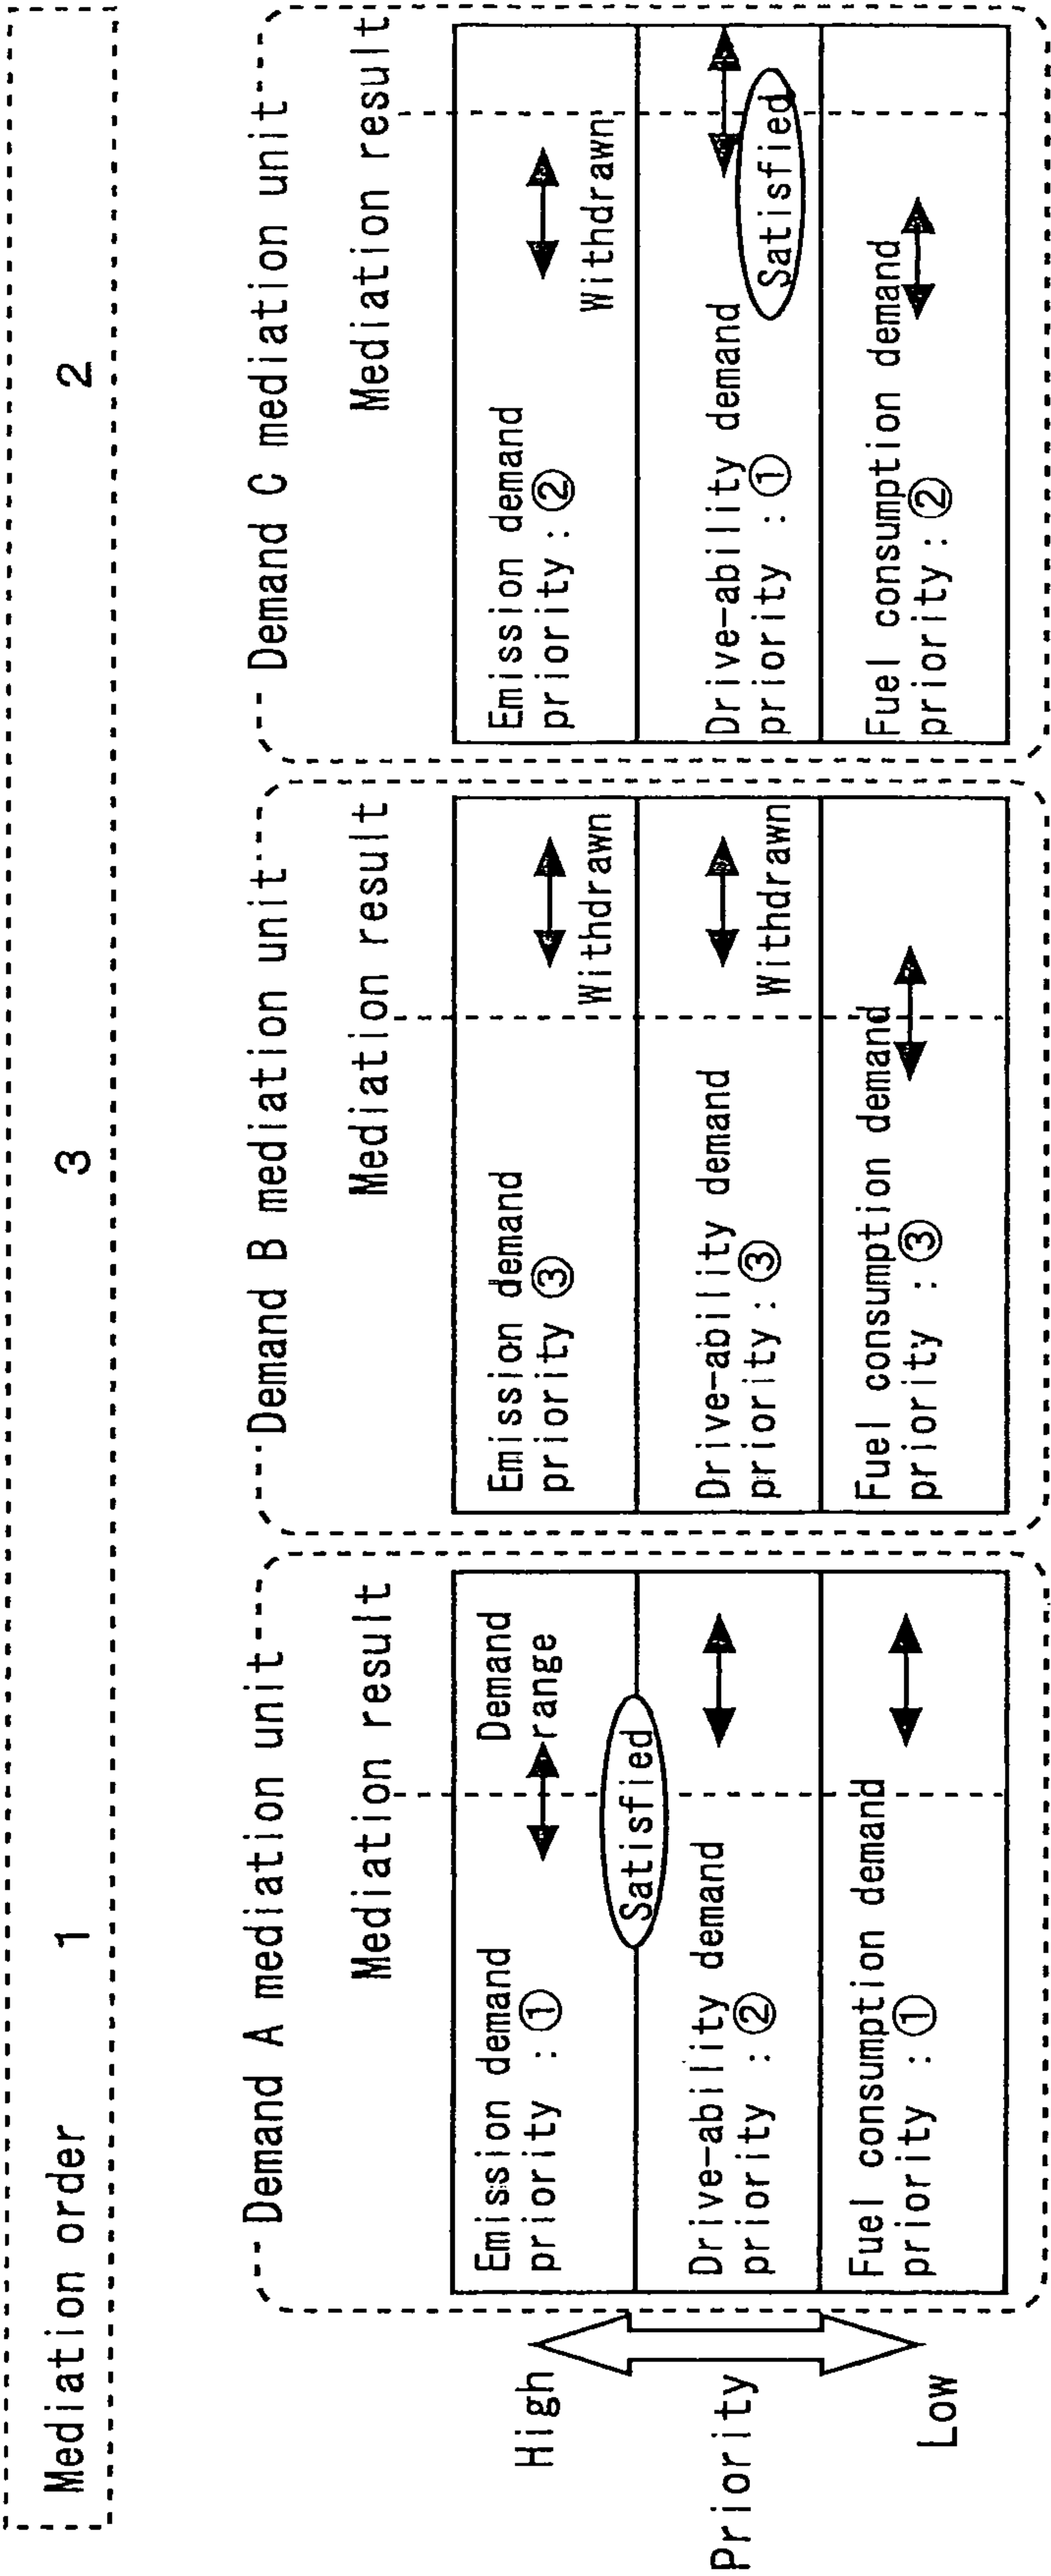 Mediation order 1 3 2
Demand A mediation unit
Mediation result
Emission demand
priority :①
Demand
range
Satisfied
Drive-ability demand
priority :②
Fuel consumption demand
priority :①
Demand B mediation unit
Mediation result
Emission demand
priority ③
Withdrawn
Drive-ability demand
priority:③
Withdrawn
Fuel consumption demand
priority :③
Demand C mediation unit
Mediation result
Emission demand
priority:②
Withdrawn
Drive-ability demand
priority :①
Satisfied
Fuel consumption demand
priority:②
High
Priority
Low